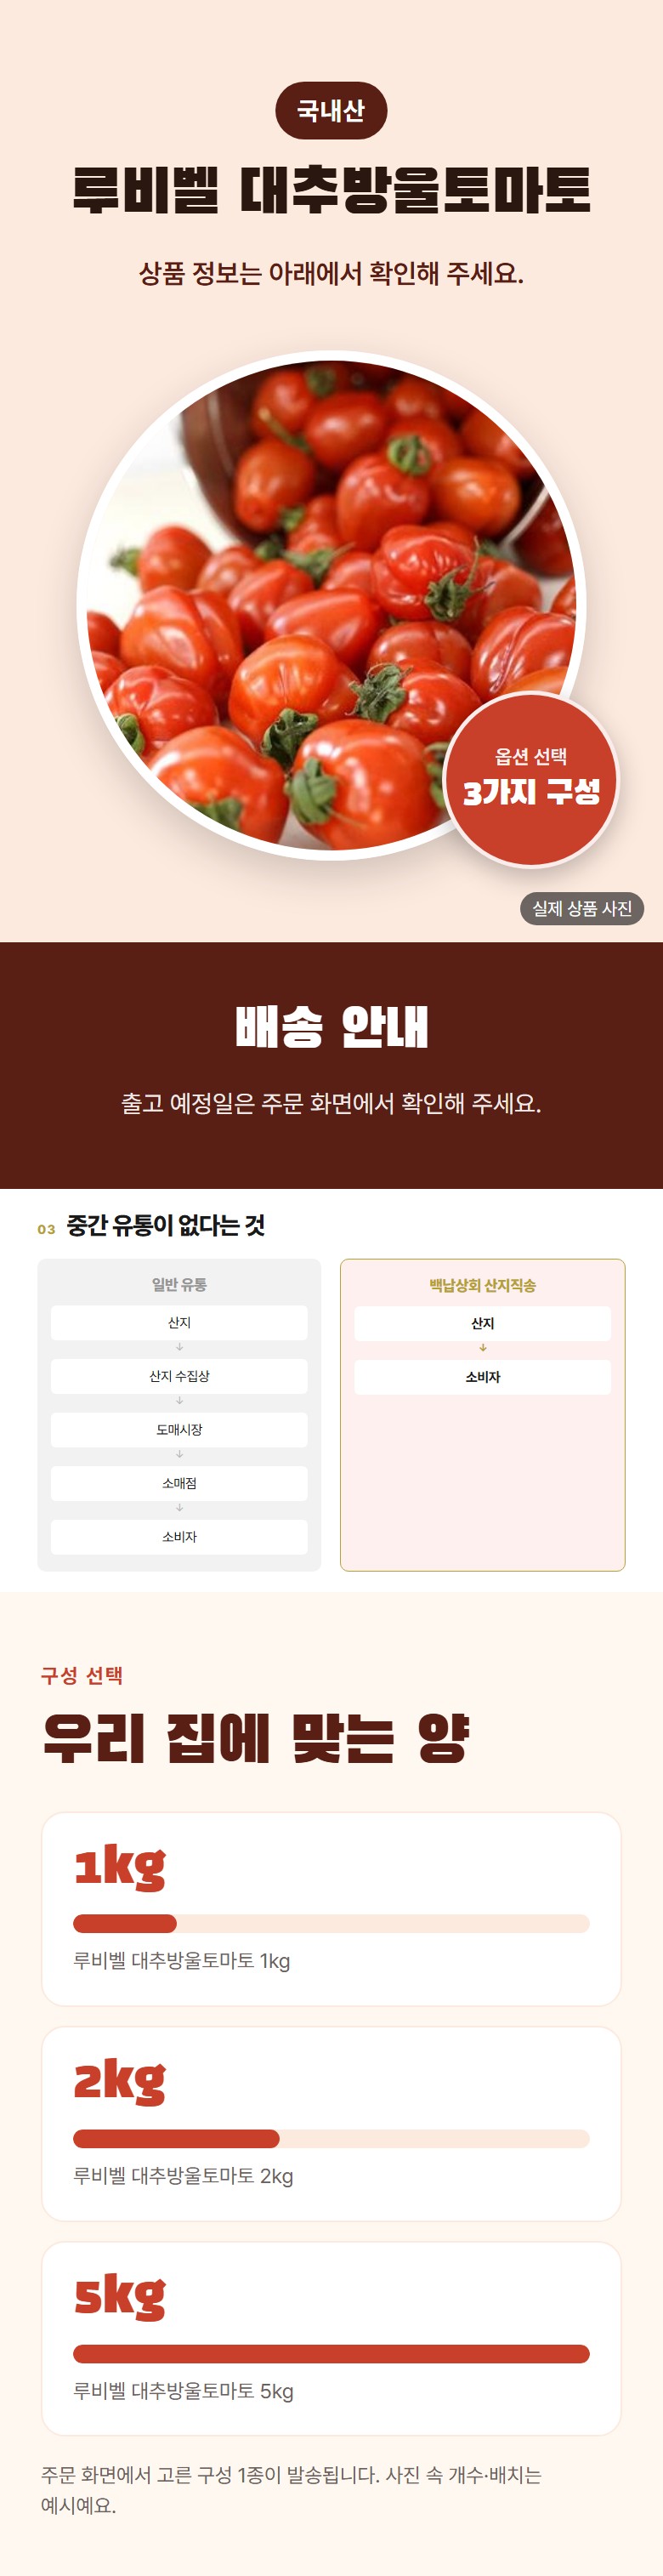 국내산
루비벨 대추방울토마토
상품 정보는 아래에서 확인해 주세요.
옵션 선택
3가지 구성
실제 상품 사진
배송 안내
출고 예정일은 주문 화면에서 확인해 주세요.
03 중간 유통이 없다는 것
일반 유통
산지
↓
산지 수집상
↓
도매시장
↓
소매점
↓
소비자
백납상회 산지직송
산지
↓
소비자
구성 선택
우리 집에 맞는 양
1kg
루비벨 대추방울토마토 1kg
2kg
루비벨 대추방울토마토 2kg
5kg
루비벨 대추방울토마토 5kg
주문 화면에서 고른 구성 1종이 발송됩니다. 사진 속 개수·배치는
예시예요.